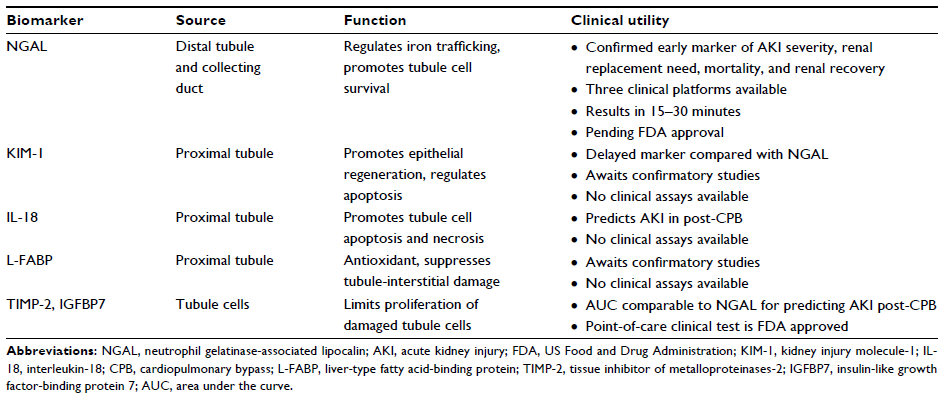 Biomarker Source Function Clinical utility
NGAL Distal tubule Regulates iron trafficking, • Confirmed early marker of AKI severity, renal
and collecting promotes tubule cell replacement need, mortality, and renal recovery
duct survival • Three clinical platforms available
• Results in 15–30 minutes
• Pending FDA approval
KIM-1 Proximal tubule Promotes epithelial • Delayed marker compared with NGAL
regeneration, regulates • Awaits confirmatory studies
apoptosis • No clinical assays available
IL-18 Proximal tubule Promotes tubule cell • Predicts AKI in post-CPB
apoptosis and necrosis • No clinical assays available
L-FABP Proximal tubule Antioxidant, suppresses • Awaits confirmatory studies
tubule-interstitial damage • No clinical assays available
TIMP-2, IGFBP7 Tubule cells Limits proliferation of • AUC comparable to NGAL for predicting AKI post-CPB
damaged tubule cells • Point-of-care clinical test is FDA approved
Abbreviations: NGAL, neutrophil gelatinase-associated lipocalin; AKI, acute kidney injury; FDA, US Food and Drug Administration; KIM-1, kidney injury molecule-1; IL-
18, interleukin-18; CPB, cardiopulmonary bypass; L-FABP, liver-type fatty acid-binding protein; TIMP-2, tissue inhibitor of metalloproteinases-2; IGFBP7, insulin-like growth
factor-binding protein 7; AUC, area under the curve.